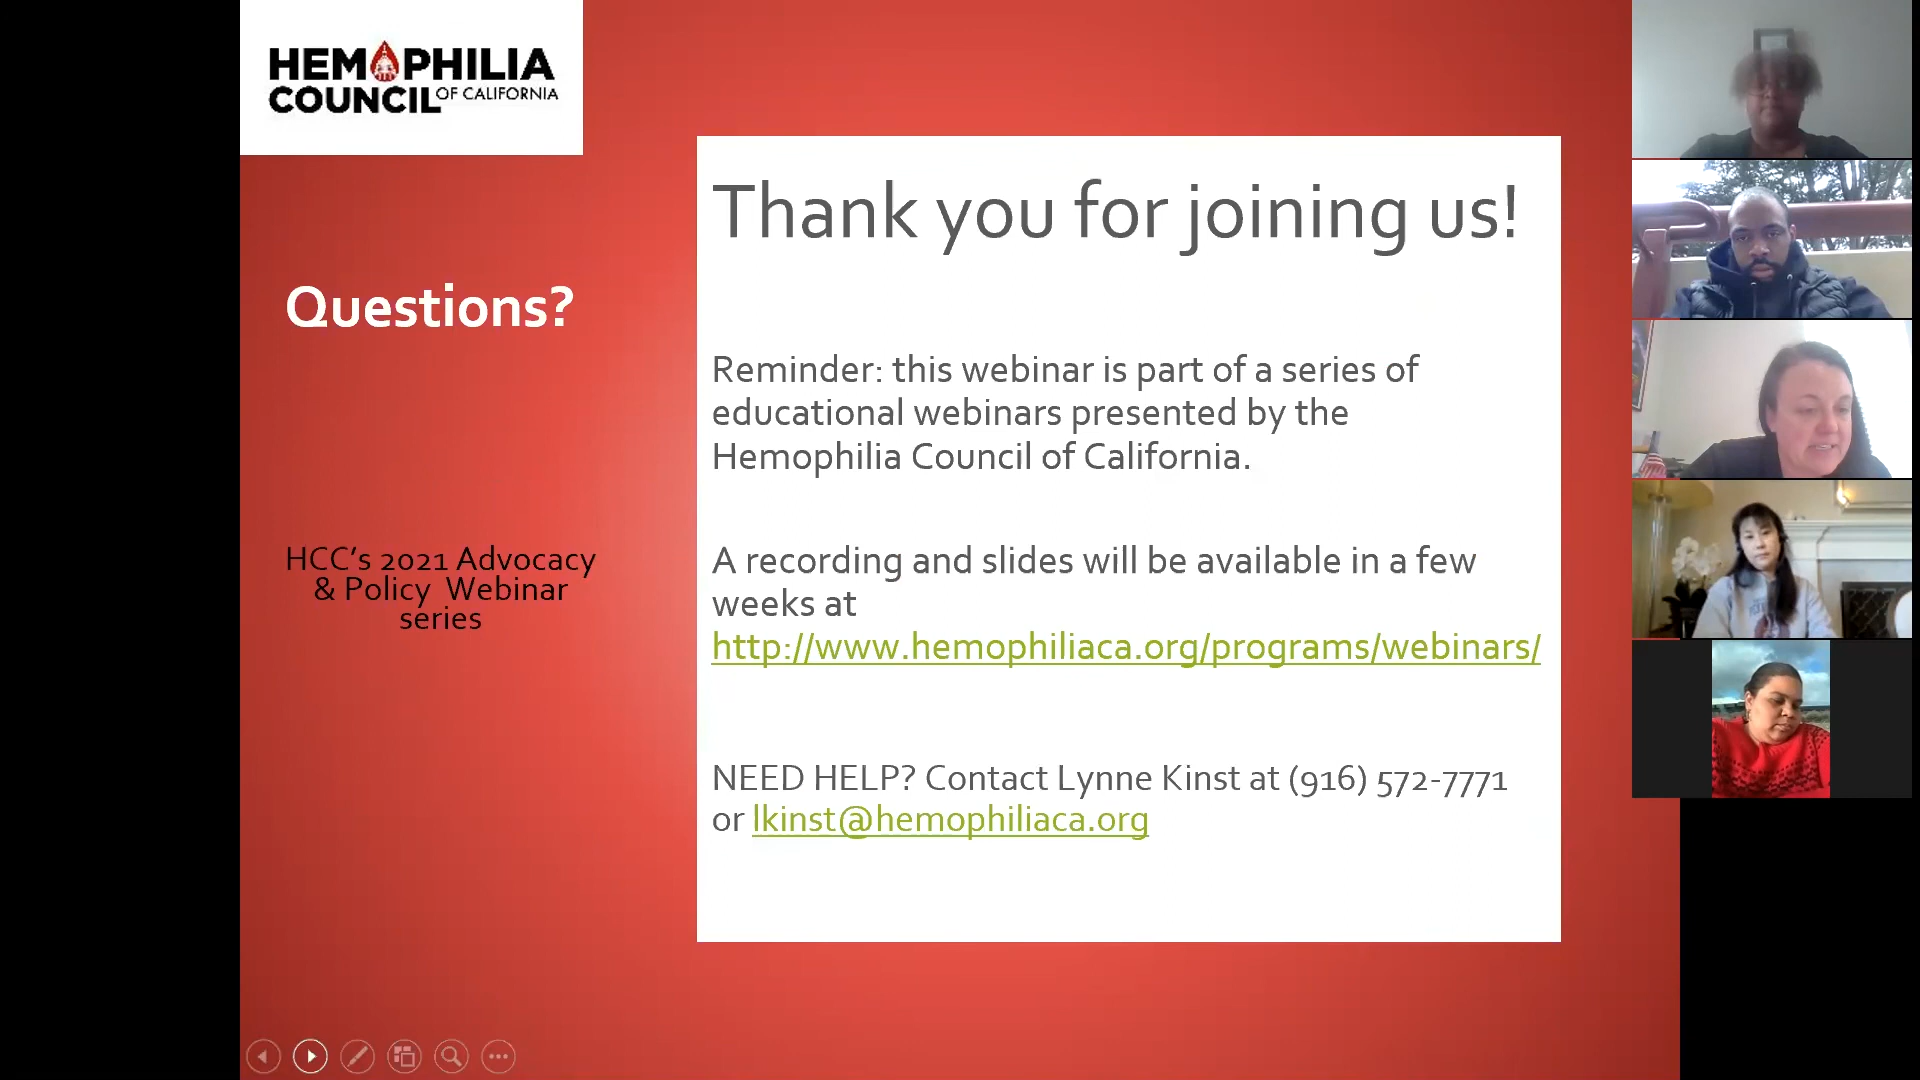 HEMOPHILIA
COUNCIL OF CALIFORNIA
Questions?
HCC's 2021 Advocacy
& Policy Webinar
series
Thank you for joining us!
Reminder: this webinar is part of a series of
educational webinars presented by the
Hemophilia Council of California.
A recording and slides will be available in a few
weeks at
http://www.hemophiliaca.org/programs/webinars/
NEED HELP? Contact Lynne Kinst at (916) 572-7771
or lkinst@hemophiliaca.org